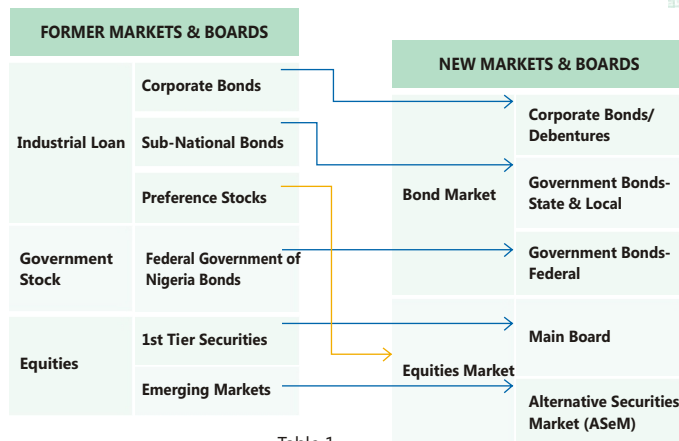 FORMER MARKETS & BOARDS
Industrial Loan
Corporate Bonds
Sub-National Bonds
Preference Stocks
Government
Stock
Federal Government of
Nigeria Bonds
Equities
1st Tier Securities
Emerging Markets
NEW MARKETS & BOARDS
Bond Market
Corporate Bonds/
Debentures
Government Bonds-
State & Local
Government Bonds-
Federal
Equities Market
Main Board
Alternative Securities
Market (ASeM)